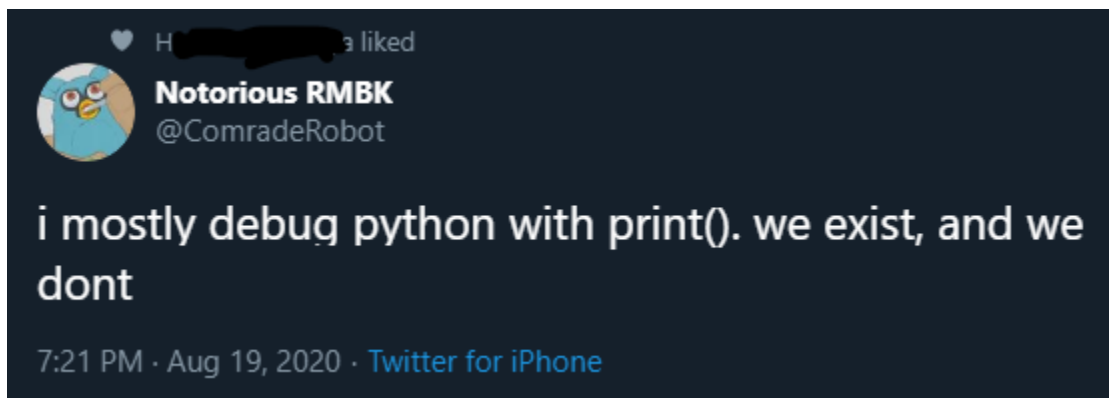 H a liked
Notorious RMBK
@ComradeRobot
i mostly debug python with print(). we exist, and we
dont
7:21 PM · Aug 19, 2020 · Twitter for iPhone